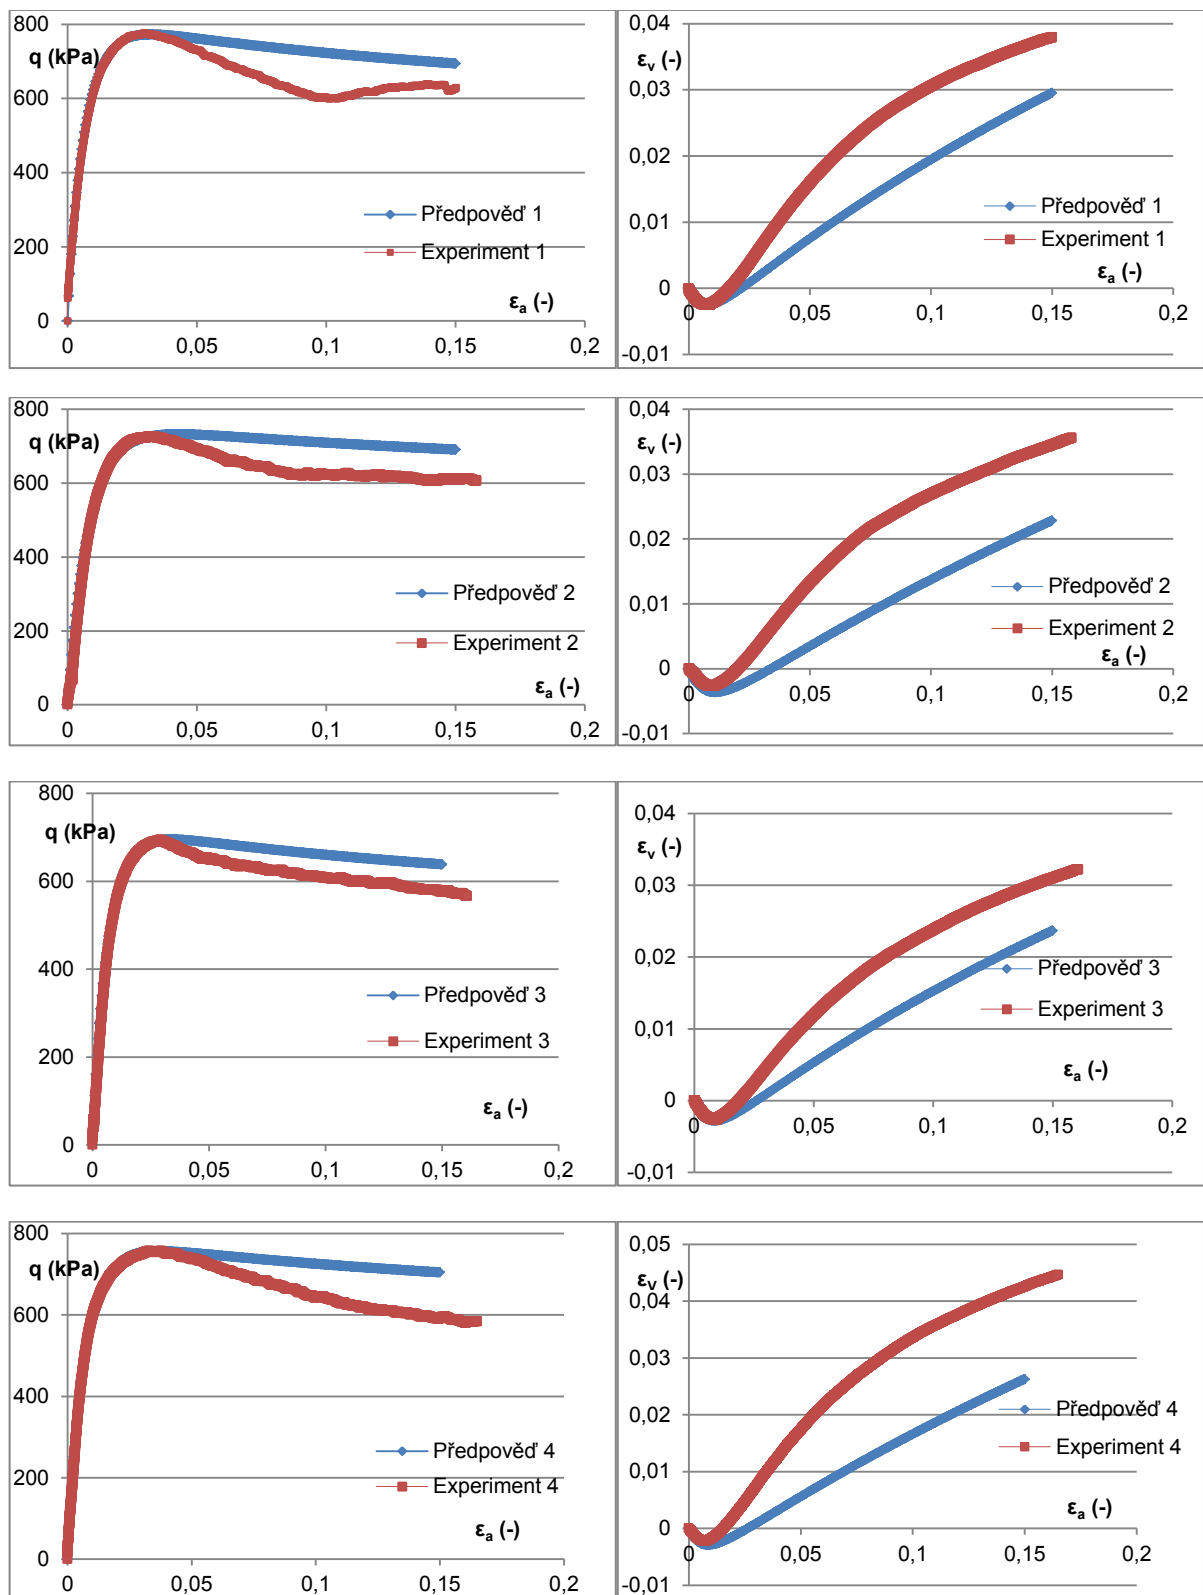 800
q (kPa)
600
400
200
0
0 0,05 0,1 0,15 0,2
Předpověď 1
Experiment 1
εa (-)
0,04
εv (-)
0,03
0,02
0,01
0
-0,01
0 0,05 0,1 0,15 0,2
Předpověď 1
Experiment 1
εa (-)
800
q (kPa)
600
400
200
0
0 0,05 0,1 0,15 0,2
Předpověď 2
Experiment 2
εa (-)
0,04
εv (-)
0,03
0,02
0,01
0
-0,01
0 0,05 0,1 0,15 0,2
Předpověď 2
Experiment 2
εa (-)
800
q (kPa)
600
400
200
0
0 0,05 0,1 0,15 0,2
Předpověď 3
Experiment 3
εa (-)
0,04
εv (-)
0,03
0,02
0,01
0
-0,01
0 0,05 0,1 0,15 0,2
Předpověď 3
Experiment 3
εa (-)
800
q (kPa)
600
400
200
0
0 0,05 0,1 0,15 0,2
Předpověď 4
Experiment 4
εa (-)
0,05
εV (-)
0,04
0,03
0,02
0,01
0
-0,01
0 0,05 0,1 0,15 0,2
Předpověď 4
Experiment 4
εa (-)